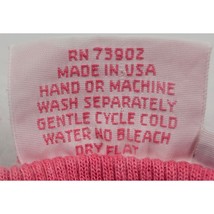 RN 73902
MADE IN USA
HAND OR MACHINE
WASH SEPARATELY
GENTLE CYCLE COLD
WATER NO BLEACH
DRY FLAT